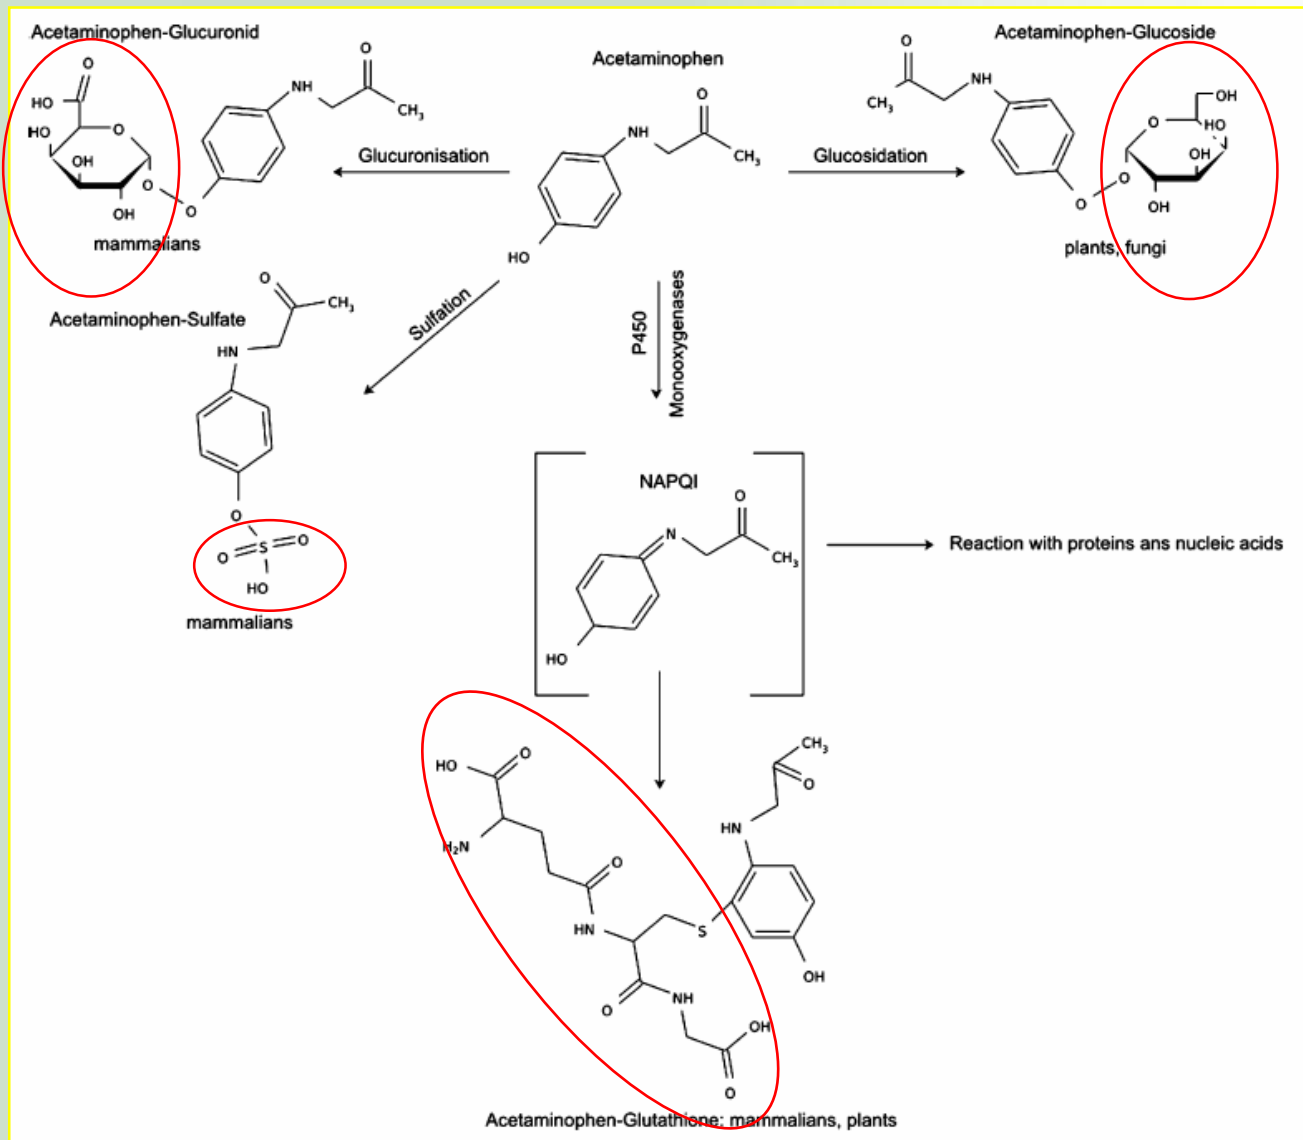 Acetaminophen-Glucuronid
Acetaminophen
Acetaminophen-Glucoside
O
HO
HO
OH
O
O
OH
O
NH
O
CH3
mammalians
Glucuronisation
NH
O
CH3
HO
Glucosidation
O
CH3
NH
O
O
O
OH
HO
OH
OH
plants, fungi
Sulfation
P450
Monooxygenases
Acetaminophen-Sulfate
O
CH3
HN
O
O
S
O
HO
mammalians
NAPQI
O
N
CH3
HO
Reaction with proteins ans nucleic acids
HO
O
H2N
O
HN
S
O
NH
OH
O
CH3
O
HN
OH
Acetaminophen-Glutathione: mammalians, plants